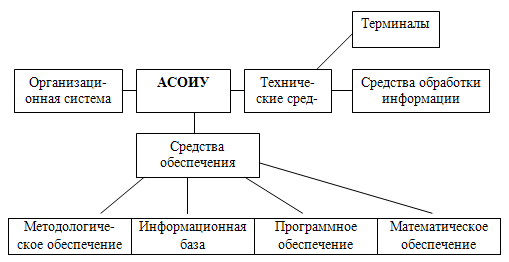 Терминалы
Организаци-
онная система
АСОИУ
Техниче-
ские сред-
Средства обработки
информации
Средства
обеспечения
Методологиче-
ское обеспечение
Информационная
база
Программное
обеспечение
Математическое
обеспечение